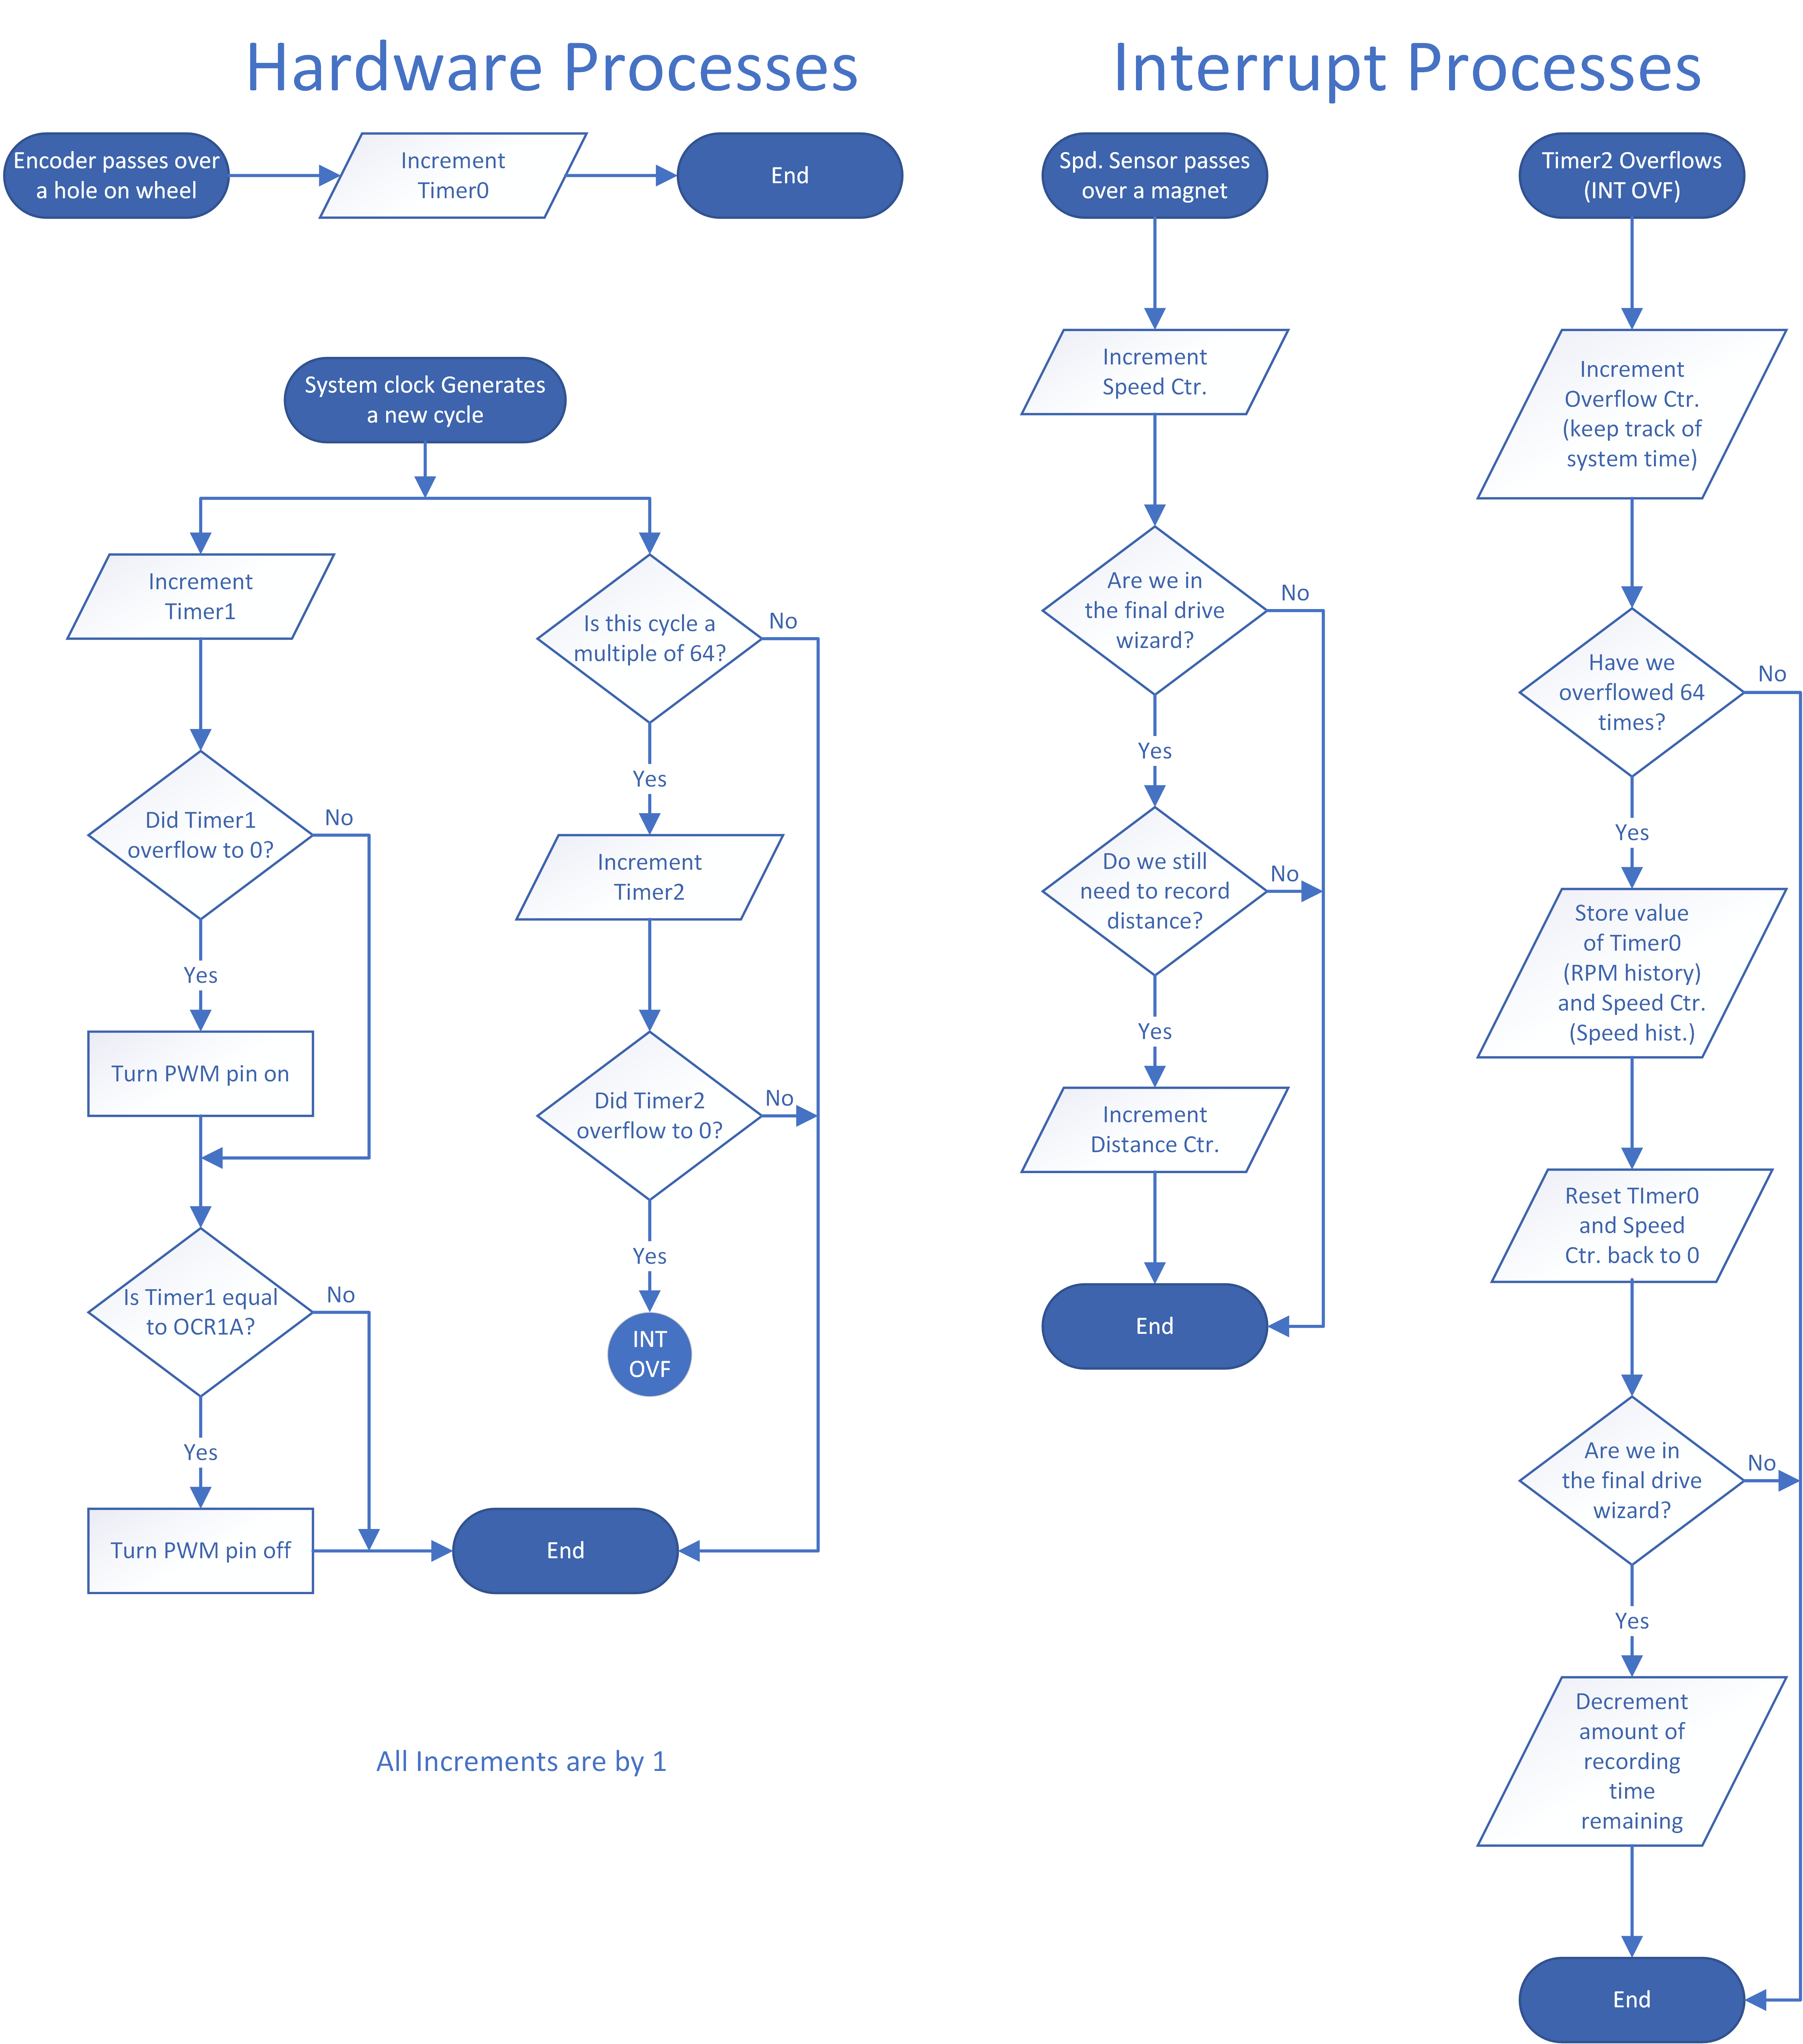 Hardware Processes
Encoder passes over
a hole on wheel
Increment
Timer0
End
System clock Generates
a new cycle
Increment
Timer1
Did Timer1
overflow to 0?
No
Yes
Turn PWM pin on
Is Timer1 equal
to OCR1A?
No
Yes
Turn PWM pin off
Is this cycle a
multiple of 64?
No
Yes
Increment
Timer2
Did Timer2
overflow to 0?
No
Yes
INT
OVF
End
All Increments are by 1
Interrupt Processes
Spd. Sensor passes
over a magnet
Increment
Speed Ctr.
Are we in
the final drive
wizard?
No
Yes
Do we still
need to record
distance?
No
Yes
Increment
Distance Ctr.
End
Timer2 Overflows
(INT OVF)
Increment
Overflow Ctr.
(keep track of
system time)
Have we
overflowed 64
times?
No
Yes
Store value
of Timer0
(RPM history)
and Speed Ctr.
(Speed hist.)
Reset TImer0
and Speed
Ctr. back to 0
Are we in
the final drive
wizard?
No
Yes
Decrement
amount of
recording
time
remaining
End